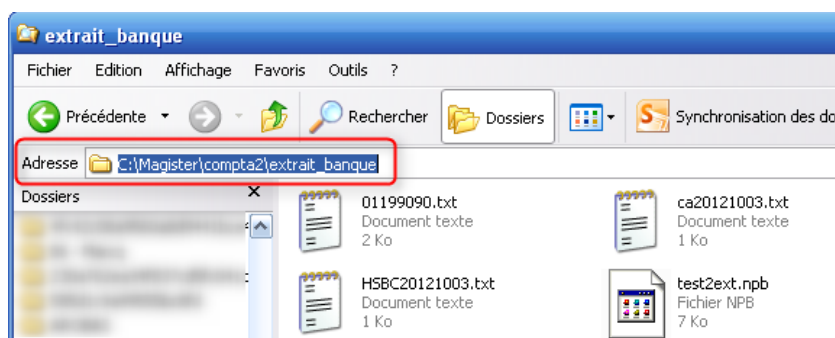 extrait_banque
Fichier Edition Affichage Favoris Outils ?
Précédente Rechercher Dossiers Synchronisation des do
Adresse C:\Magister\compta2\extrait_banque
Dossiers X
01199090.txt
Document texte
2 Ko
ca20121003.txt
Document texte
1 Ko
HSBC20121003.txt
Document texte
1 Ko
test2ext.npb
Fichier NPB
7 Ko